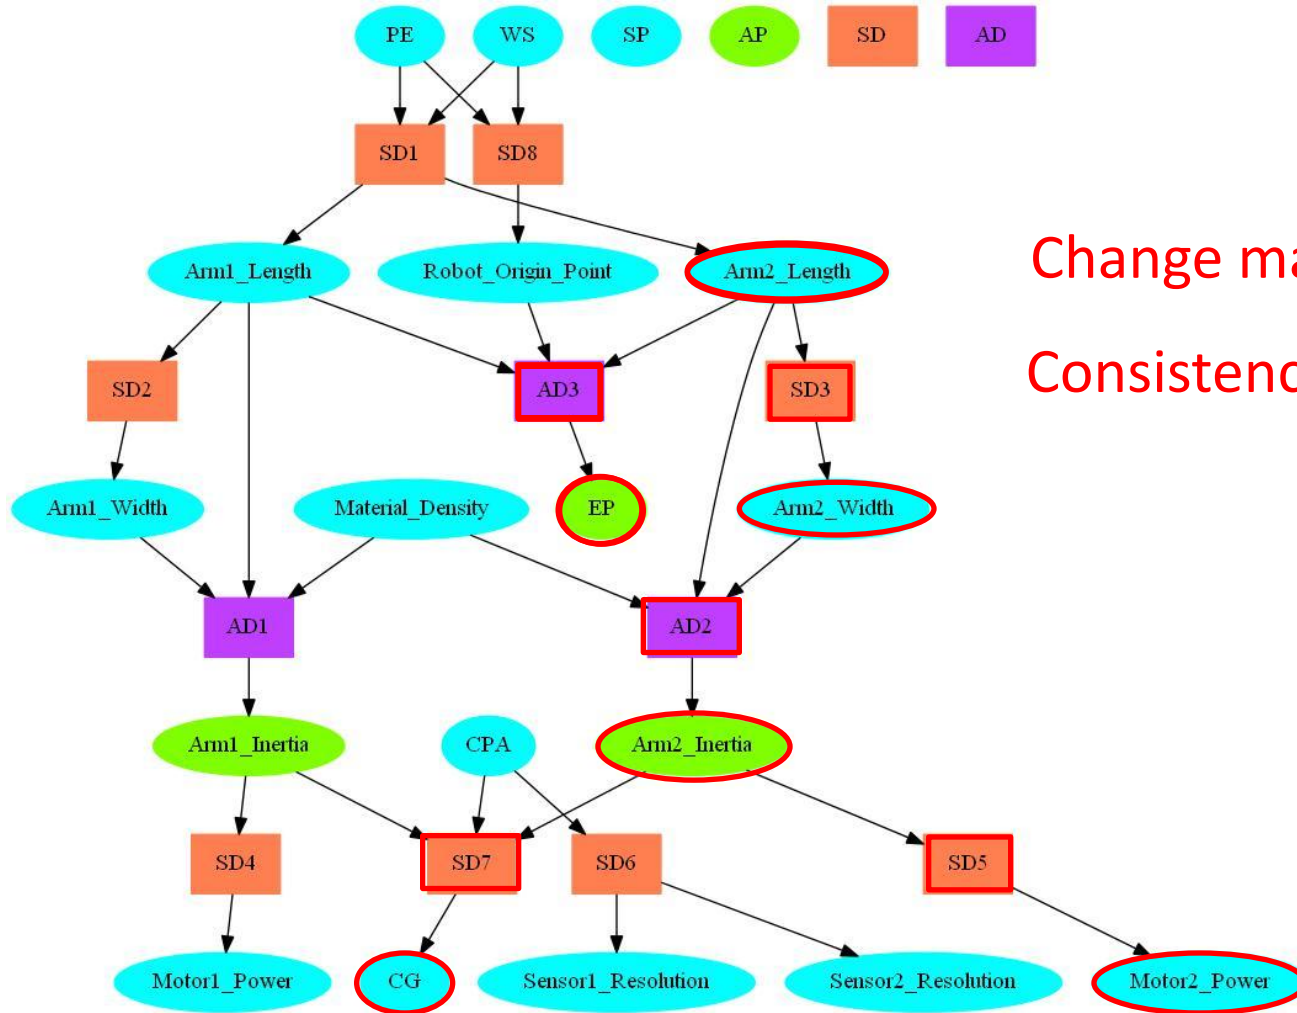 PE WS SP AP SD AD
SD1 SD8
Arm1_Length Robot_Origin_Point Arm2_Length
Change ma
SD2 AD3 SD3
Consistenc
Arm1_Width Material_Density EP Arm2_Width
AD1 AD2
Arm1_Inertia CPA Arm2_Inertia
SD4 SD7 SD6 SD5
Motor1_Power CG Sensor1_Resolution Sensor2_Resolution Motor2_Power